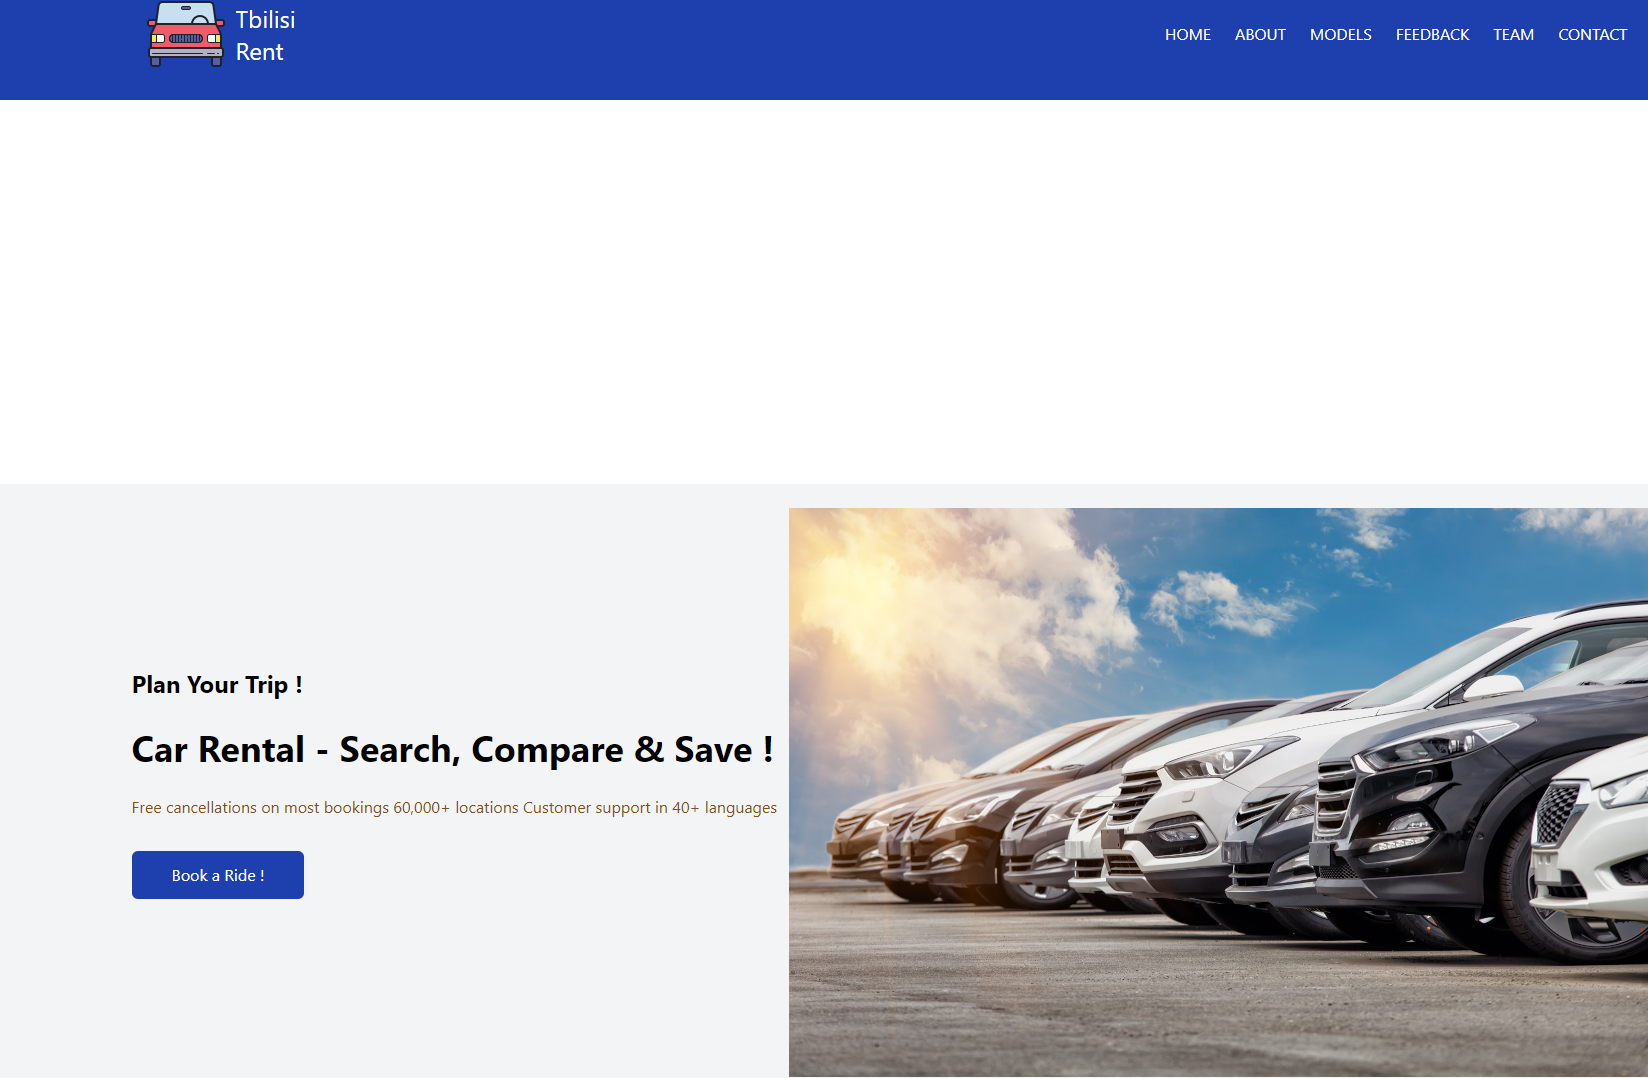 Tbilisi
Rent
HOME ABOUT MODELS FEEDBACK TEAM CONTACT
Plan Your Trip !
Car Rental - Search, Compare & Save !
Free cancellations on most bookings 60,000+ locations Customer support in 40+ languages
Book a Ride !